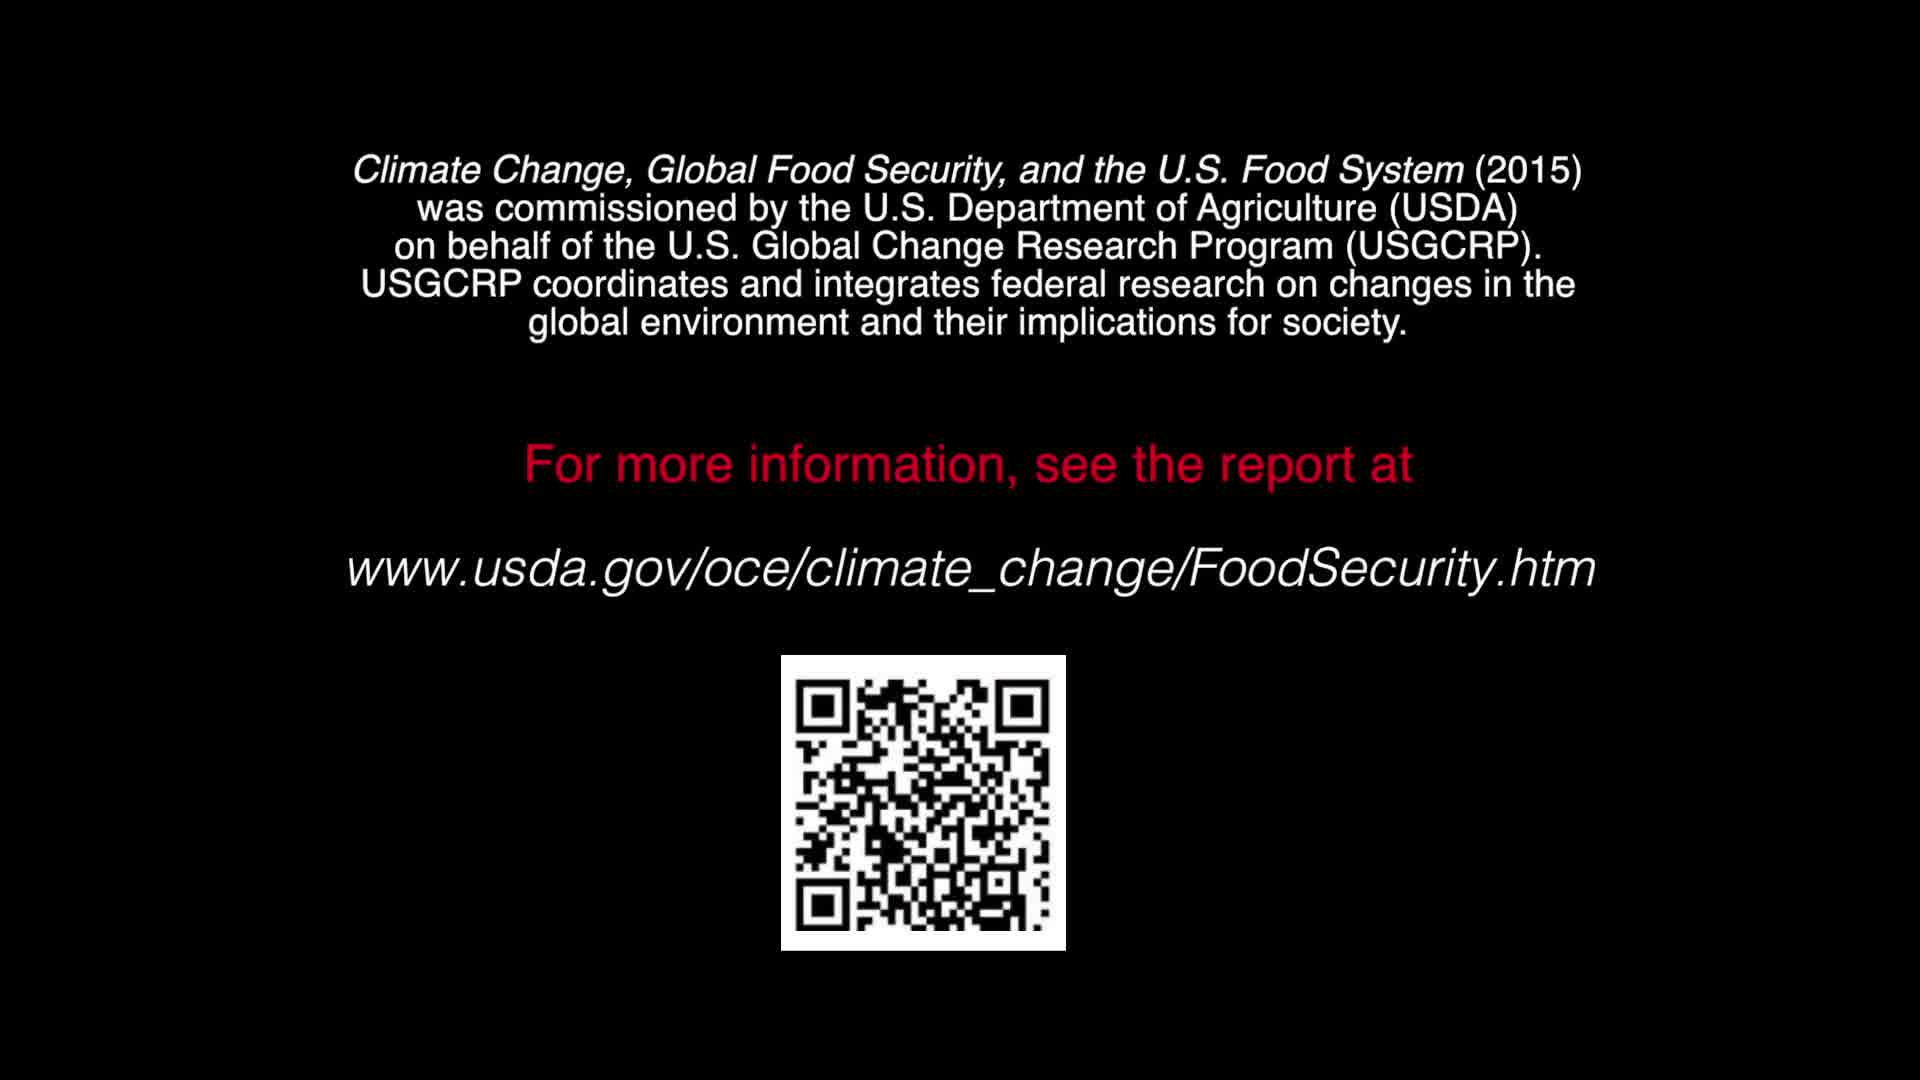 Climate Change, Global Food Security, and the U.S. Food System (2015)
was commissioned by the U.S. Department of Agriculture (USDA)
on behalf of the U.S. Global Change Research Program (USGCRP).
USGCRP coordinates and integrates federal research on changes in the
global environment and their implications for society.
For more information, see the report at
www.usda.gov/oce/climate_change/FoodSecurity.htm